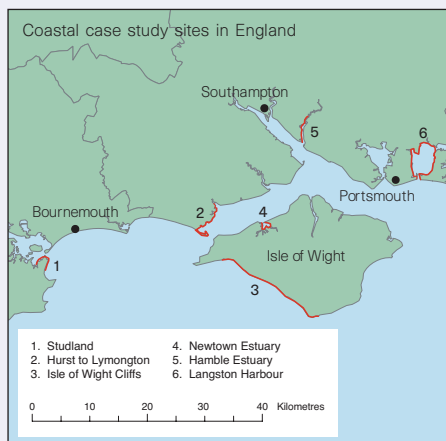 Coastal case study sites in England
Southampton
5
6
Portsmouth
Bournemouth
2
4
1
Isle of Wight
3
1. Studland
2. Hurst to Lymongton
3. Isle of Wight Cliffs
4. Newtown Estuary
5. Hamble Estuary
6. Langston Harbour
0 10 20 30 40 Kilometres